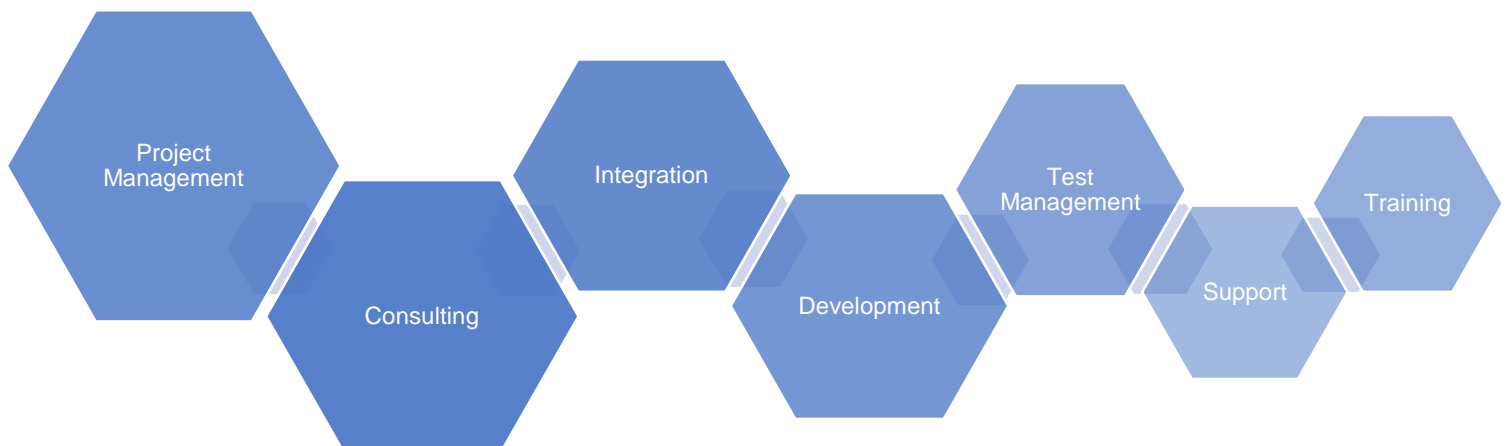 Project
Management
Consulting
Integration
Development
Test
Management
Support
Training